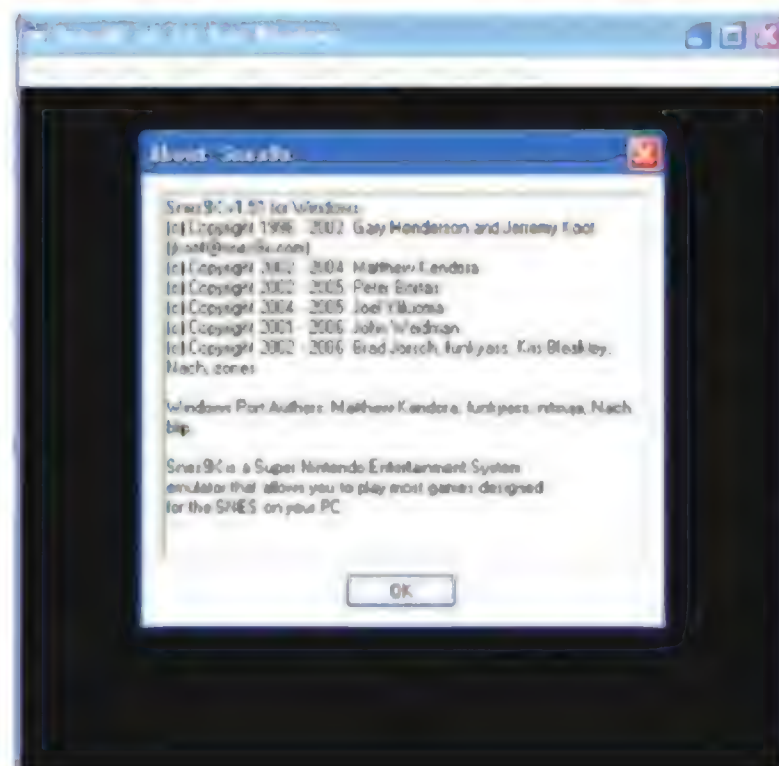 About Snes9x
Snes9X v1.51 for Windows.
(c) Copyright 1996 - 2002 Gary Henderson and Jerremy Koot
(c) Copyright 2002 - 2004 Matthew Kendora
(c) Copyright 2002 - 2005 Peter Bortas
(c) Copyright 2004 - 2005 Joel Yliluoma
(c) Copyright 2001 - 2006 John Weidman
(c) Copyright 2002 - 2006 Brad Jorsch, funkyass, Kris Bleakley,
Nach, zones
Windows Port Authors: Matthew Kendora, funkyass, nitsuja, Nach,
blip
Snes9X is a Super Nintendo Entertainment System
emulator that allows you to play most games designed
for the SNES on your PC
OK